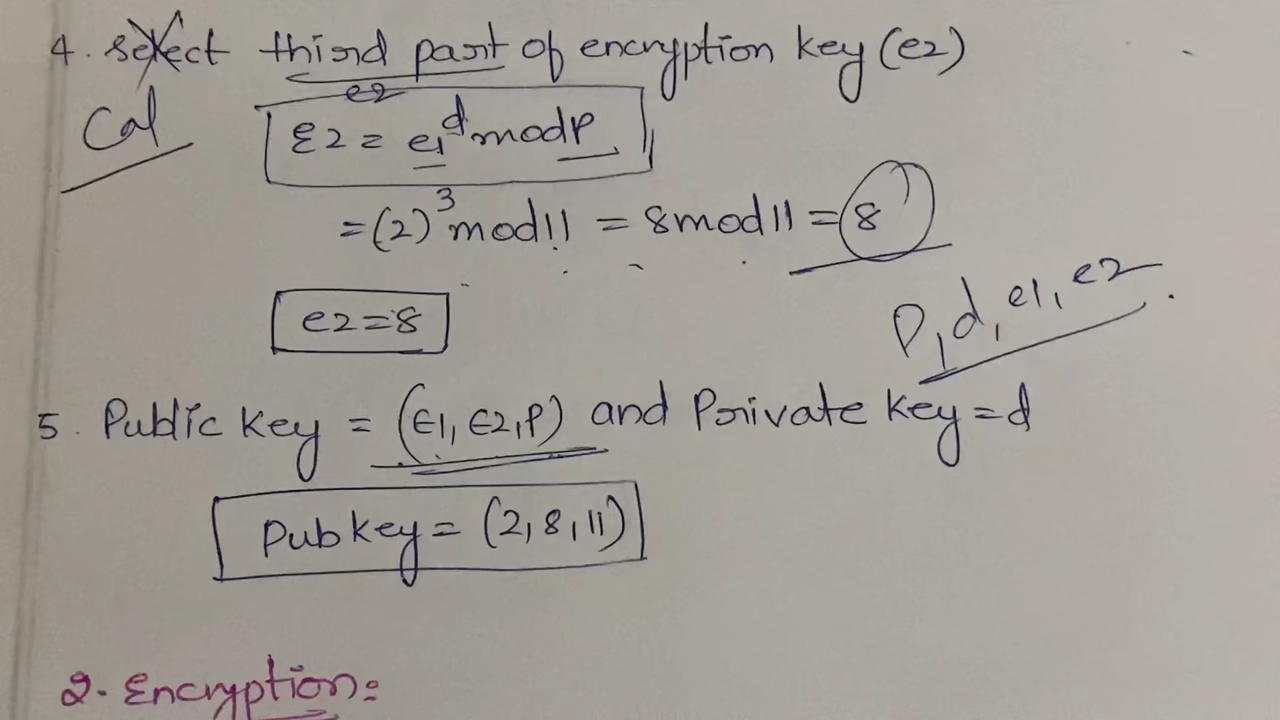 4. select third part of encryption key (e2)
Cal
e2
E2 = e1^d mod P
= (2)^3 mod 11 = 8 mod 11 = 8
e2 = 8
P, d, e1, e2
5. Public key = (E1, E2, P) and Private key = d
Pub key = (2, 8, 11)
2. Encryption: